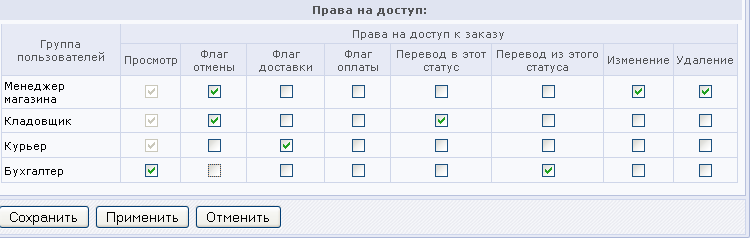 Права на доступ:
Группа пользователей
Права на доступ к заказу
Просмотр
Флаг отмены
Флаг доставки
Флаг оплаты
Перевод в этот статус
Перевод из этого статуса
Изменение
Удаление
Менеджер
магазина
Кладовщик
Курьер
Бухгалтер
Сохранить Применить Отменить